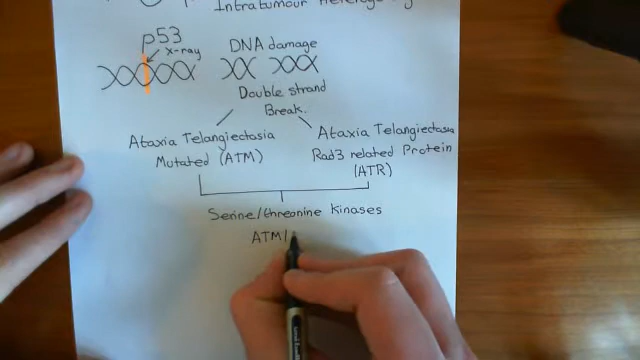 Intratumour
p53
x-ray
DNA damage
Double strand
Break.
Ataxia Telangiectasia
Mutated (ATM)
Ataxia Telangiectasia
Rad3 related Protein
(ATR)
Serine/threonine Kinases
ATM/